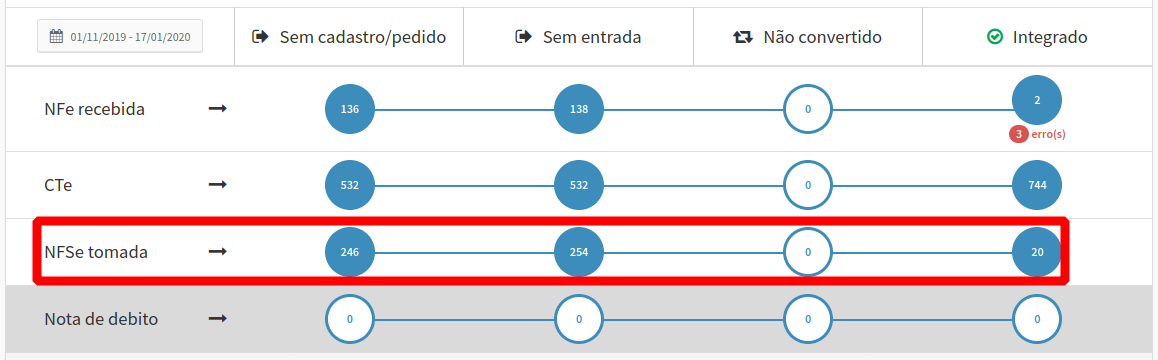 01/11/2019 - 17/01/2020 Sem cadastro/pedido Sem entrada Não convertido Integrado
NFe recebida 136 138 0 2
3 erro(s)
CTe 532 532 0 744
NFSe tomada 246 254 0 20
Nota de debito 0 0 0 0